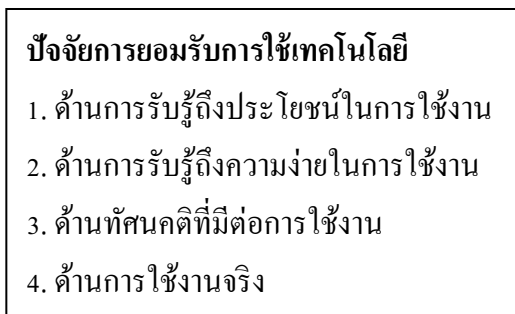 ปัจจัยการยอมรับการใช้เทคโนโลยี
1. ด้านการรับรู้ถึงประโยชน์ในการใช้งาน
2. ด้านการรับรู้ถึงความง่ายในการใช้งาน
3. ด้านทัศนคติที่มีต่อการใช้งาน
4. ด้านการใช้งานจริง